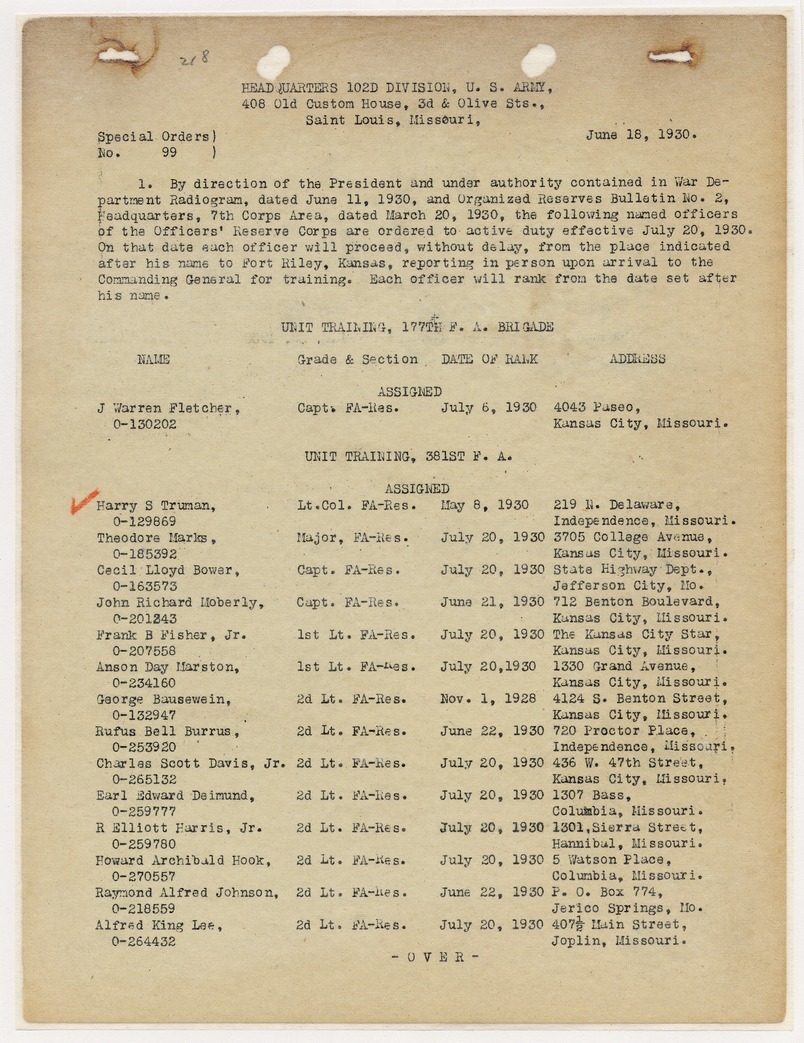 218
HEADQUARTERS 102D DIVISION, U. S. ARMY,
408 Old Custom House, 3d & Olive Sts.,
Saint Louis, Missouri,
Special Orders) June 18, 1930.
No. 99 )
1. By direction of the President and under authority contained in War De-
partment Radiogram, dated June 11, 1930, and Organized Reserves Bulletin No. 2,
Headquarters, 7th Corps Area, dated March 20, 1930, the following named officers
of the Officers' Reserve Corps are ordered to active duty effective July 20, 1930.
On that date each officer will proceed, without delay, from the place indicated
after his name to Fort Riley, Kansas, reporting in person upon arrival to the
Commanding General for training. Each officer will rank from the date set after
his name.
UNIT TRAINING, 177TH F. A. BRIGADE
NAME Grade & Section DATE OF RANK ADDRESS
ASSIGNED
J Warren Fletcher, Capt. FA-Res. July 6, 1930 4043 Paseo,
0-130202 Kansas City, Missouri.
UNIT TRAINING, 381ST F. A.
ASSIGNED
Harry S Truman, Lt.Col. FA-Res. May 8, 1930 219 N. Delaware,
0-129869 Independence, Missouri.
Theodore Marks, Major, FA-Res. July 20, 1930 3705 College Avenue,
0-185392 Kansas City, Missouri.
Cecil Lloyd Bower, Capt. FA-Res. July 20, 1930 State Highway Dept.,
0-163573 Jefferson City, Mo.
John Richard Moberly, Capt. FA-Res. June 21, 1930 712 Benton Boulevard,
0-201343 Kansas City, Missouri.
Frank B Fisher, Jr. 1st Lt. FA-Res. July 20, 1930 The Kansas City Star,
0-207558 Kansas City, Missouri.
Anson Day Marston, 1st Lt. FA-Res. July 20,1930 1330 Grand Avenue,
0-234160 Kansas City, Missouri.
George Bausewein, 2d Lt. FA-Res. Nov. 1, 1928 4124 S. Benton Street,
0-132947 Kansas City, Missouri.
Rufus Bell Burrus, 2d Lt. FA-Res. June 22, 1930 720 Proctor Place,
0-253920 Independence, Missouri.
Charles Scott Davis, Jr. 2d Lt. FA-Res. July 20, 1930 436 W. 47th Street,
0-265132 Kansas City, Missouri.
Earl Edward Deimund, 2d Lt. FA-Res. July 20, 1930 1307 Bass,
0-259777 Columbia, Missouri.
R Elliott Harris, Jr. 2d Lt. FA-Res. July 20, 1930 1301,Sierra Street,
0-259780 Hannibal, Missouri.
Howard Archibald Hook, 2d Lt. FA-Res. July 20, 1930 5 Watson Place,
0-270557 Columbia, Missouri.
Raymond Alfred Johnson, 2d Lt. FA-Res. June 22, 1930 P. O. Box 774,
0-218559 Jerico Springs, Mo.
Alfred King Lee, 2d Lt. FA-Res. July 20, 1930 407½ Main Street,
0-264432 Joplin, Missouri.
- O V E R -